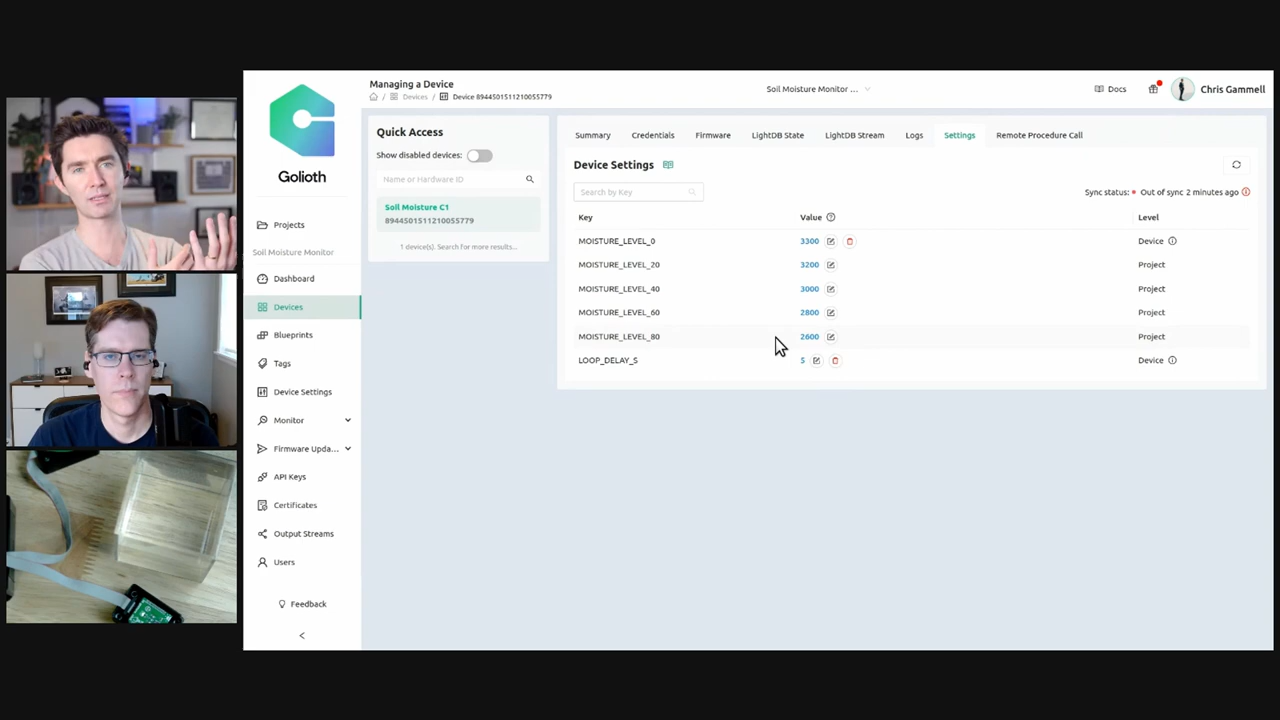 Golioth
Projects
Soil Moisture Monitor
Dashboard
Devices
Blueprints
Tags
Device Settings
Monitor
Firmware Upda...
API Keys
Certificates
Output Streams
Users
Feedback
Managing a Device
Devices / Device 8944501511210055779
Soil Moisture Monitor ...
Docs
Chris Gammell
Quick Access
Show disabled devices:
Name or Hardware ID
Soil Moisture C1
8944501511210055779
1 device(s). Search for more results...
Summary Credentials Firmware LightDB State LightDB Stream Logs Settings Remote Procedure Call
Device Settings
Search by Key
Sync status: Out of sync 2 minutes ago
Key Value Level
MOISTURE_LEVEL_0 3300 Device
MOISTURE_LEVEL_20 3200 Project
MOISTURE_LEVEL_40 3000 Project
MOISTURE_LEVEL_60 2800 Project
MOISTURE_LEVEL_80 2600 Project
LOOP_DELAY_S 5 Device